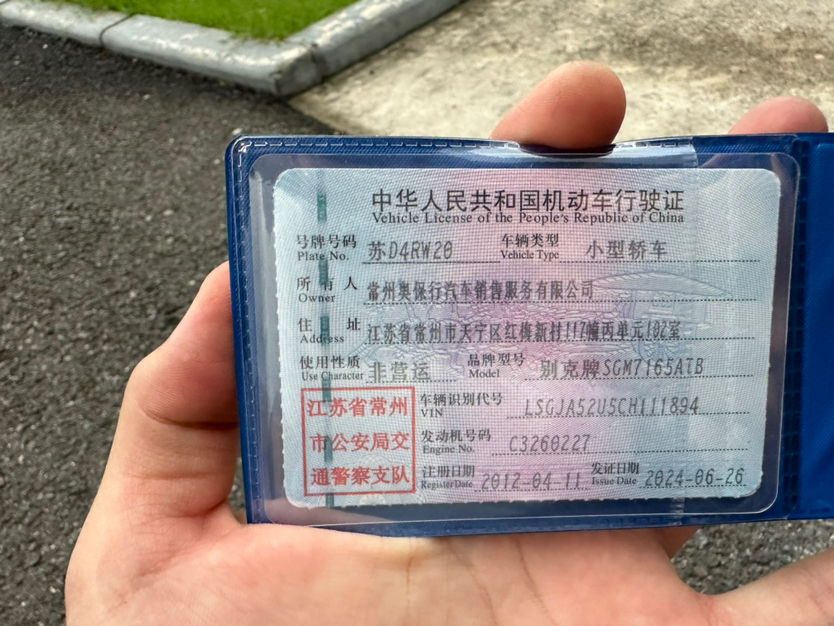 中华人民共和国机动车行驶证
Vehicle License of the People's Republic of China
号牌号码 苏D4RW20 车辆类型 小型轿车
Plate No. Vehicle Type
所有人 常州奥保行汽车销售服务有限公司
Owner
住址 江苏省常州市天宁区红梅新村117幢丙单元102室
Address
使用性质 非营运 品牌型号 别克牌SGM7165ATB
Use Character Model
江苏省常州 车辆识别代号 LSGJA52U5CH111894
VIN
市公安局交 发动机号码 C3260227
Engine No.
通警察支队 注册日期 2012-04-11 发证日期 2024-06-26
Register Date Issue Date